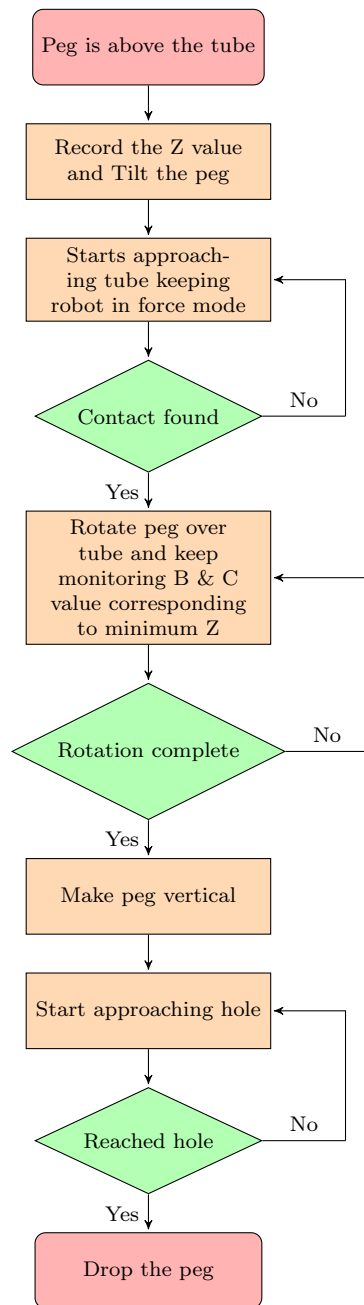 Peg is above the tube
Record the Z value
and Tilt the peg
Starts approach-
ing tube keeping
robot in force mode
Contact found
No
Yes
Rotate peg over
tube and keep
monitoring B & C
value corresponding
to minimum Z
Rotation complete
No
Yes
Make peg vertical
Start approaching hole
Reached hole
No
Yes
Drop the peg